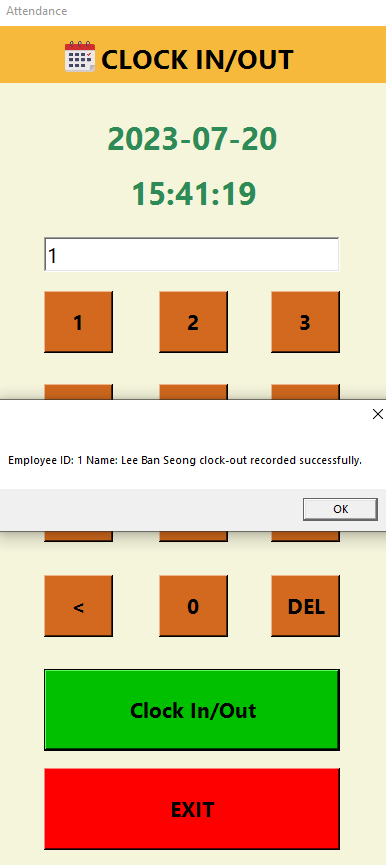 Attendance
CLOCK IN/OUT
2023-07-20
15:41:19
1
1 2 3
Employee ID: 1 Name: Lee Ban Seong clock-out recorded successfully.
OK
< 0 DEL
Clock In/Out
EXIT